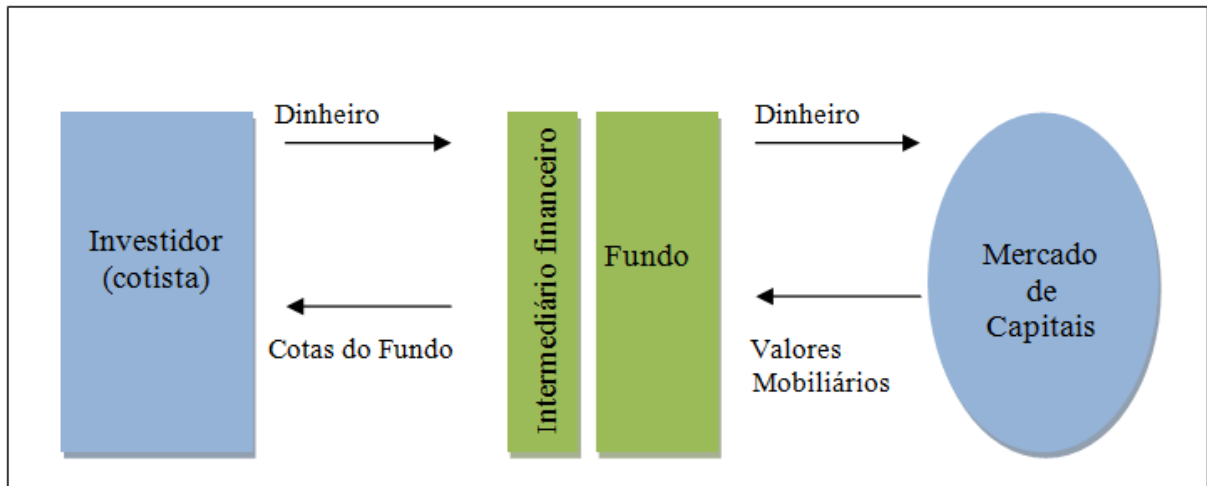 Dinheiro
Dinheiro
Investidor
(cotista)
Intermediário financeiro
Fundo
Mercado
de
Capitais
Cotas do Fundo
Valores
Mobiliários